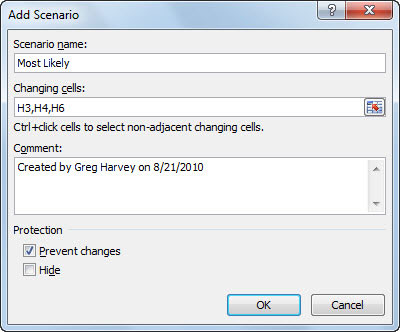 Add Scenario
Scenario name:
Most Likely
Changing cells:
H3,H4,H6
Ctrl+click cells to select non-adjacent changing cells.
Comment:
Created by Greg Harvey on 8/21/2010
Protection
Prevent changes
Hide
OK Cancel